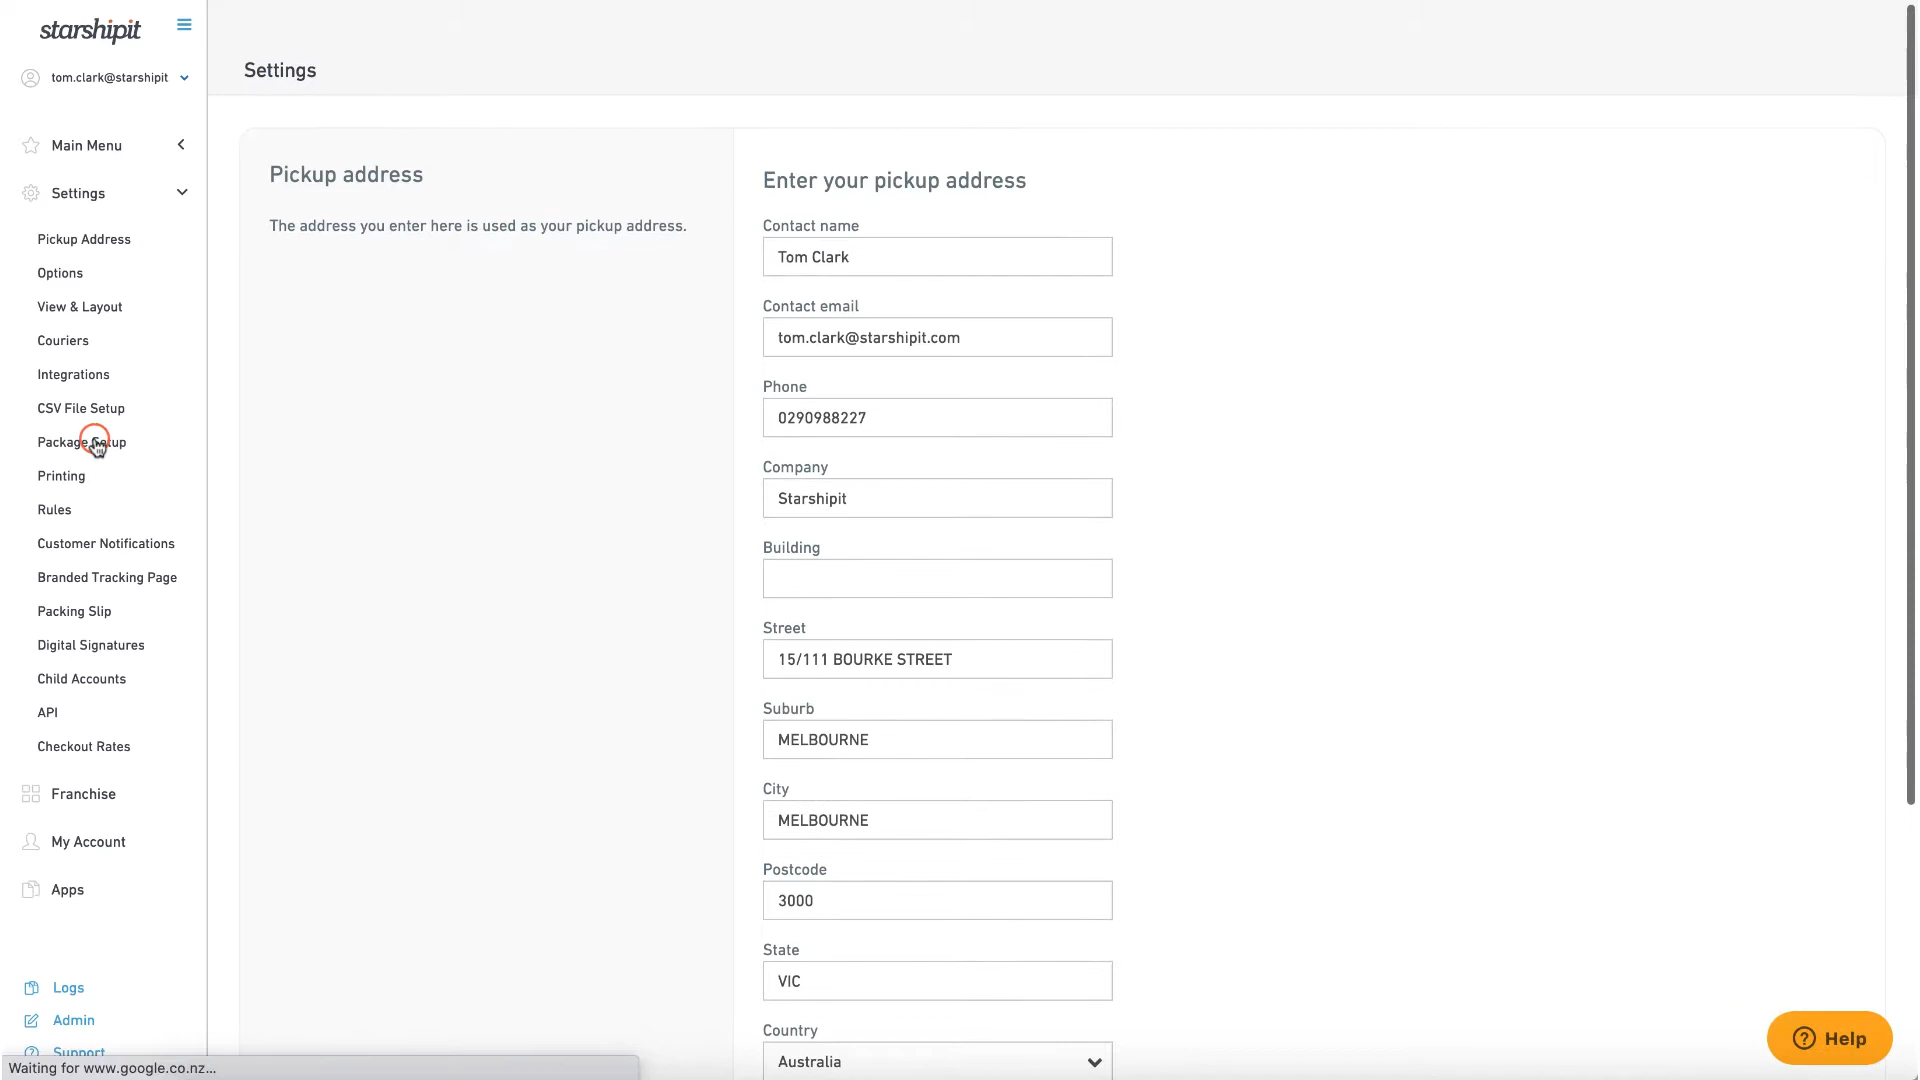 starshipit
tom.clark@starshipit
Main Menu
Settings
Pickup Address
Options
View & Layout
Couriers
Integrations
CSV File Setup
Package Setup
Printing
Rules
Customer Notifications
Branded Tracking Page
Packing Slip
Digital Signatures
Child Accounts
API
Checkout Rates
Franchise
My Account
Apps
Logs
Admin
Support
Waiting for www.google.co.nz...
Settings
Pickup address
The address you enter here is used as your pickup address.
Enter your pickup address
Contact name
Tom Clark
Contact email
tom.clark@starshipit.com
Phone
0290988227
Company
Starshipit
Building
Street
15/111 BOURKE STREET
Suburb
MELBOURNE
City
MELBOURNE
Postcode
3000
State
VIC
Country
Australia
Help